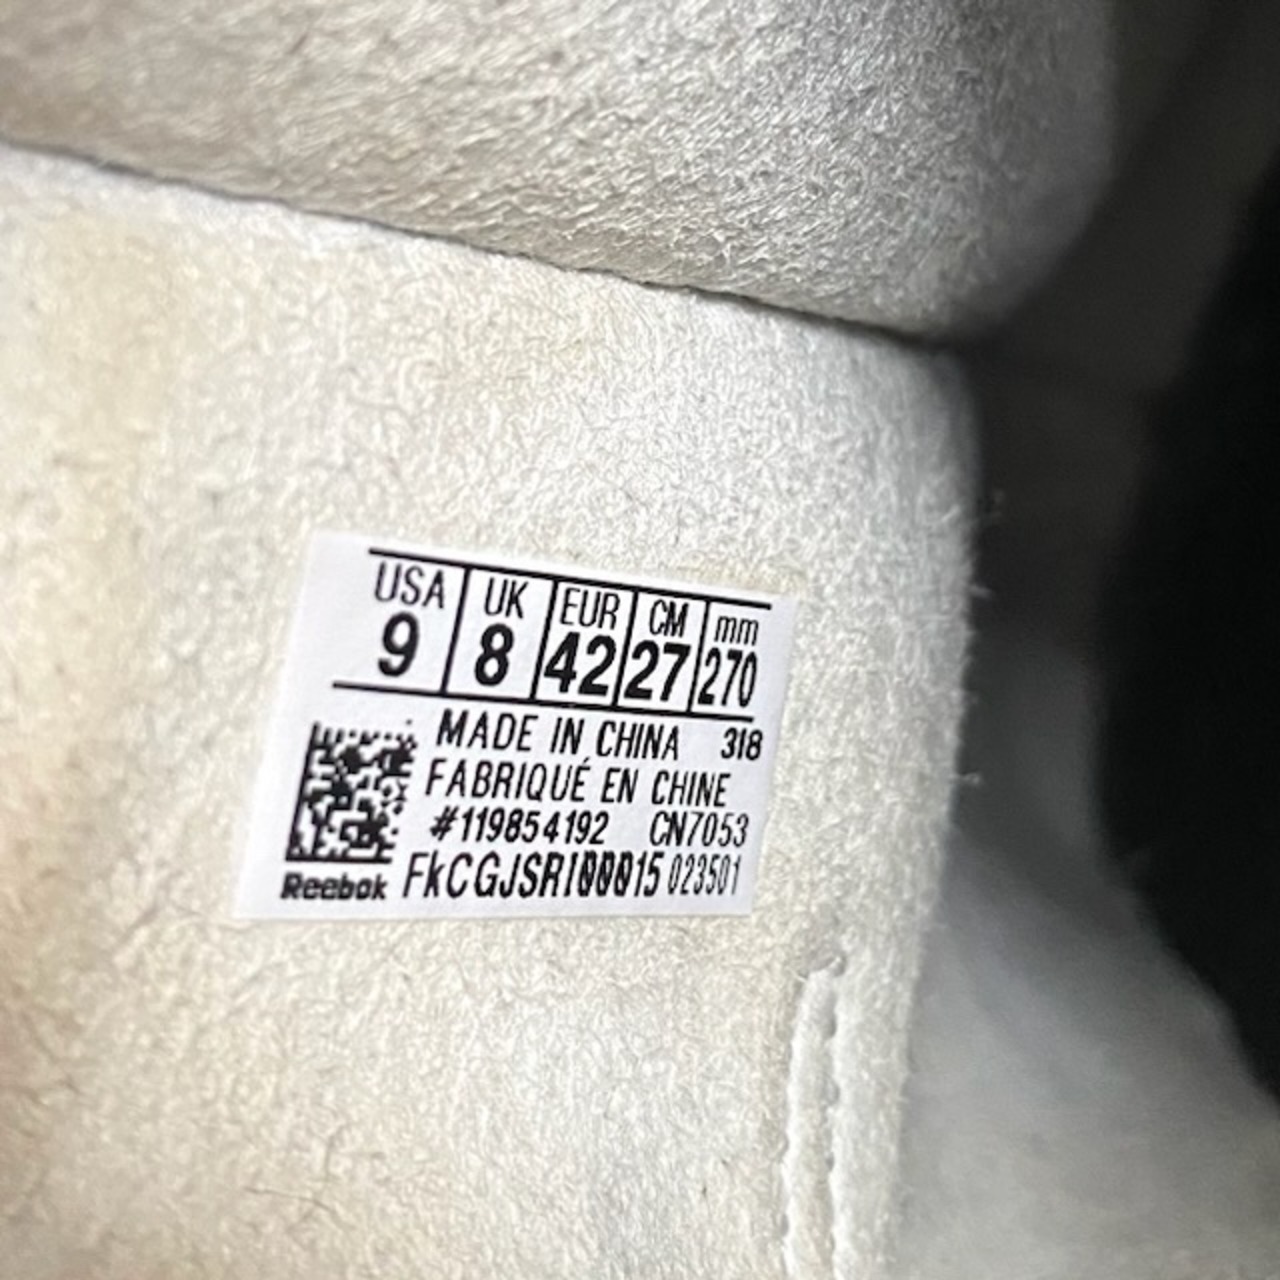 USA UK EUR CM mm
9 8 42 27 270
MADE IN CHINA 318
FABRIQUÉ EN CHINE
#119854192 CN7053
Reebok FkCGJSRI00015 023501